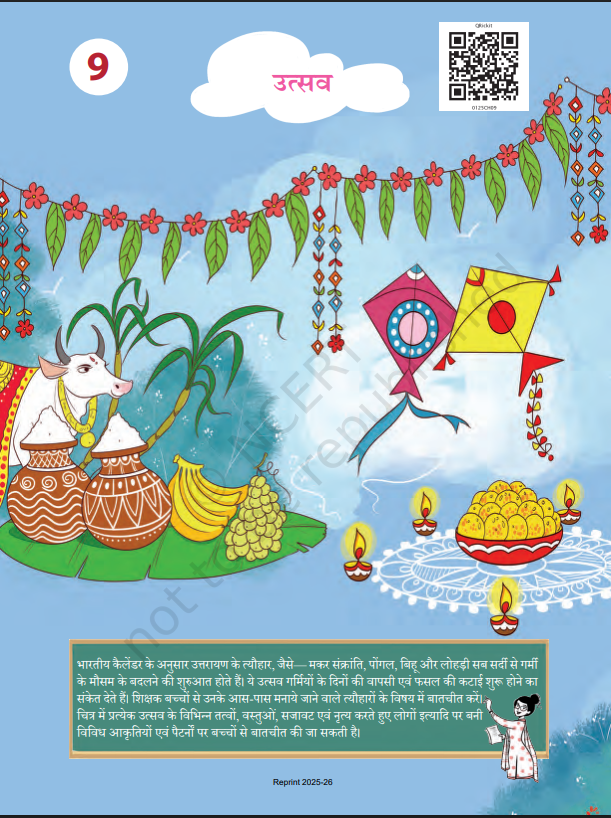 9
उत्सव
Qlkckrt
0125CH09
भारतीय कैलेंडर के अनुसार उत्तरायण के त्यौहार, जैसे— मकर संक्रांति, पोंगल, बिहू और लोहड़ी सब सर्दी से गर्मी
के मौसम के बदलने की शुरुआत होते हैं। ये उत्सव गर्मियों के दिनों की वापसी एवं फसल की कटाई शुरू होने का
संकेत देते हैं। शिक्षक बच्चों से उनके आस-पास मनाये जाने वाले त्यौहारों के विषय में बातचीत करें।
चित्र में प्रत्येक उत्सव के विभिन्न तत्वों, वस्तुओं, सजावट एवं नृत्य करते हुए लोगों इत्यादि पर बनी
विविध आकृतियों एवं पैटर्नों पर बच्चों से बातचीत की जा सकती है।
Reprint 2025-26